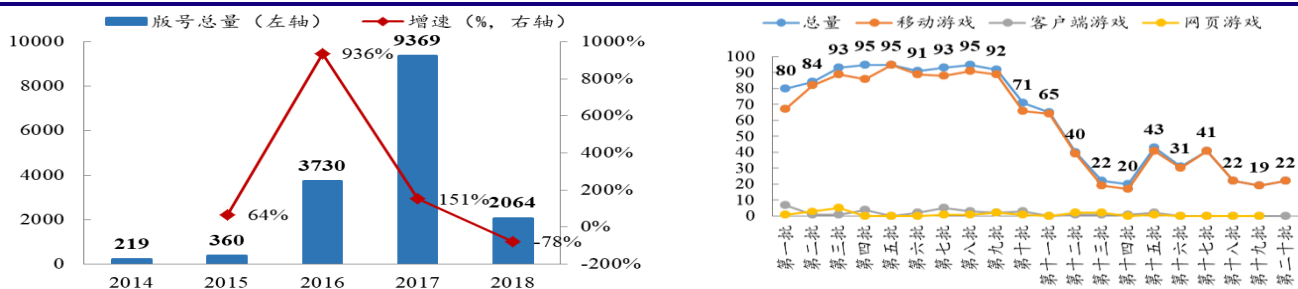 版号总量（左轴）
增速（%，右轴）
10000
8000
6000
4000
2000
0
1000%
800%
600%
400%
200%
0%
-200%
219
360
3730
9369
2064
64%
936%
151%
-78%
2014
2015
2016
2017
2018
总量
移动游戏
客户端游戏
网页游戏
100
90
80
70
60
50
40
30
20
10
0
80
84
93
95
95
91
93
95
92
71
65
40
22
20
43
31
41
22
19
22
第一批
第二批
第三批
第四批
第五批
第六批
第七批
第八批
第九批
第十批
第十一批
第十二批
第十三批
第十四批
第十五批
第十六批
第十七批
第十八批
第十九批
第二十批